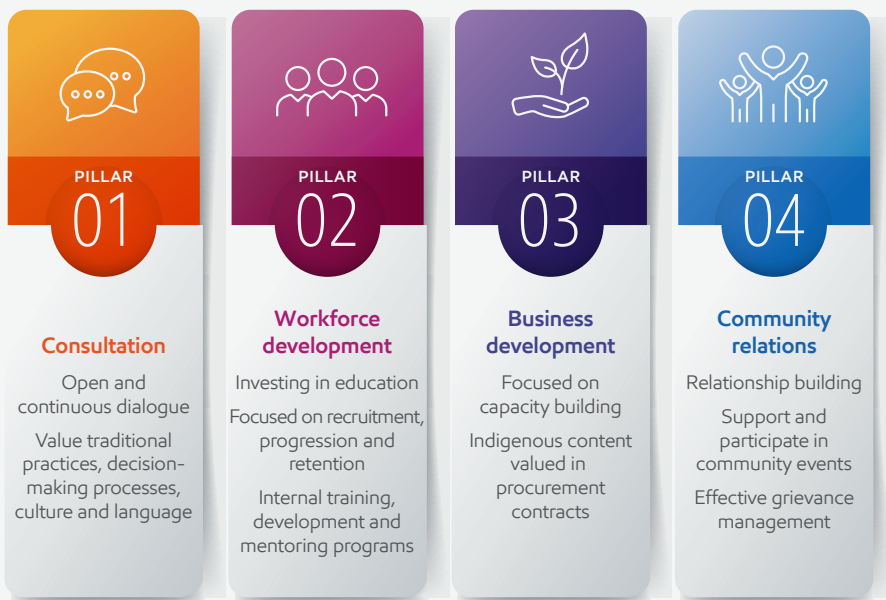 PILLAR
01
Consultation
Open and
continuous dialogue
Value traditional
practices, decision-
making processes,
culture and language
PILLAR
02
Workforce
development
Investing in education
Focused on recruitment,
progression and
retention
Internal training,
development and
mentoring programs
PILLAR
03
Business
development
Focused on
capacity building
Indigenous content
valued in
procurement
contracts
PILLAR
04
Community
relations
Relationship building
Support and
participate in
community events
Effective grievance
management